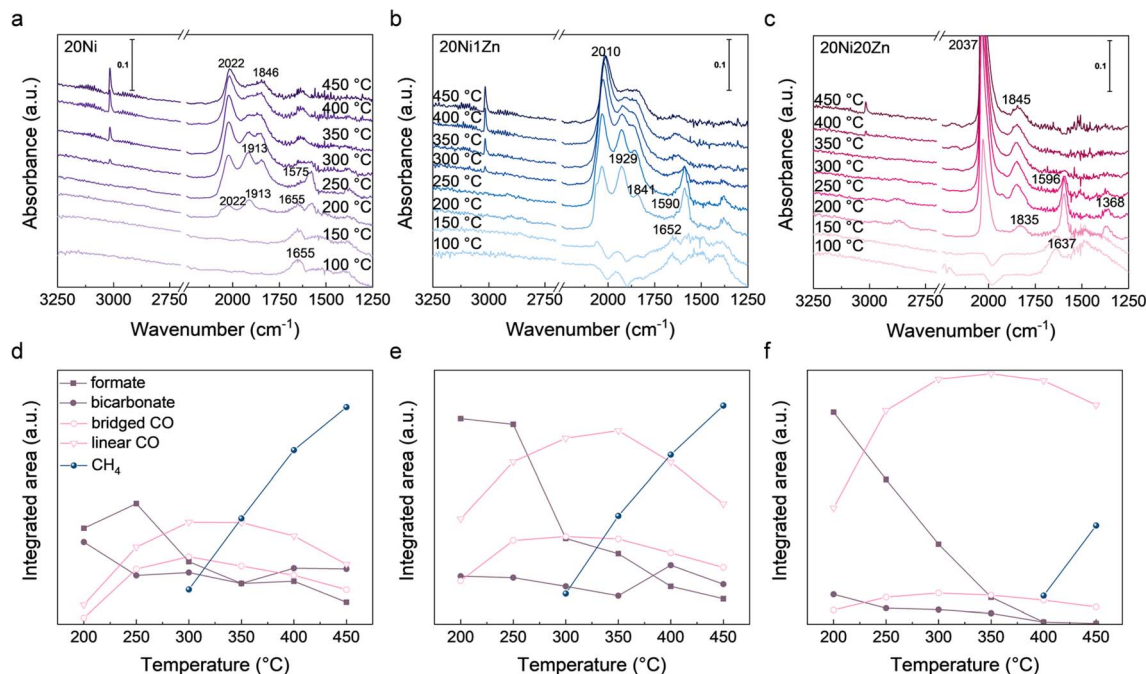 a
20Ni
0.1
2022
1846
450 °C
400 °C
350 °C
1913
300 °C
1575
250 °C
2022
1913
1655
200 °C
150 °C
1655
100 °C
Absorbance (a.u.)
3250
3000
2000
1750
1500
1250
Wavenumber (cm⁻¹)
b
20Ni1Zn
2010
0.1
450 °C
400 °C
350 °C
300 °C
1929
250 °C
1841
1590
200 °C
1652
150 °C
100 °C
Absorbance (a.u.)
3250
3000
2000
1750
1500
1250
Wavenumber (cm⁻¹)
c
20Ni20Zn
2037
0.1
450 °C
1845
400 °C
350 °C
300 °C
1596
250 °C
1368
200 °C
1835
150 °C
1637
100 °C
Absorbance (a.u.)
3250
3000
2000
1750
1500
1250
Wavenumber (cm⁻¹)
d
formate
bicarbonate
bridged CO
linear CO
CH₄
Integrated area (a.u.)
200
250
300
350
400
450
Temperature (°C)
e
Integrated area (a.u.)
200
250
300
350
400
450
Temperature (°C)
f
Integrated area (a.u.)
200
250
300
350
400
450
Temperature (°C)